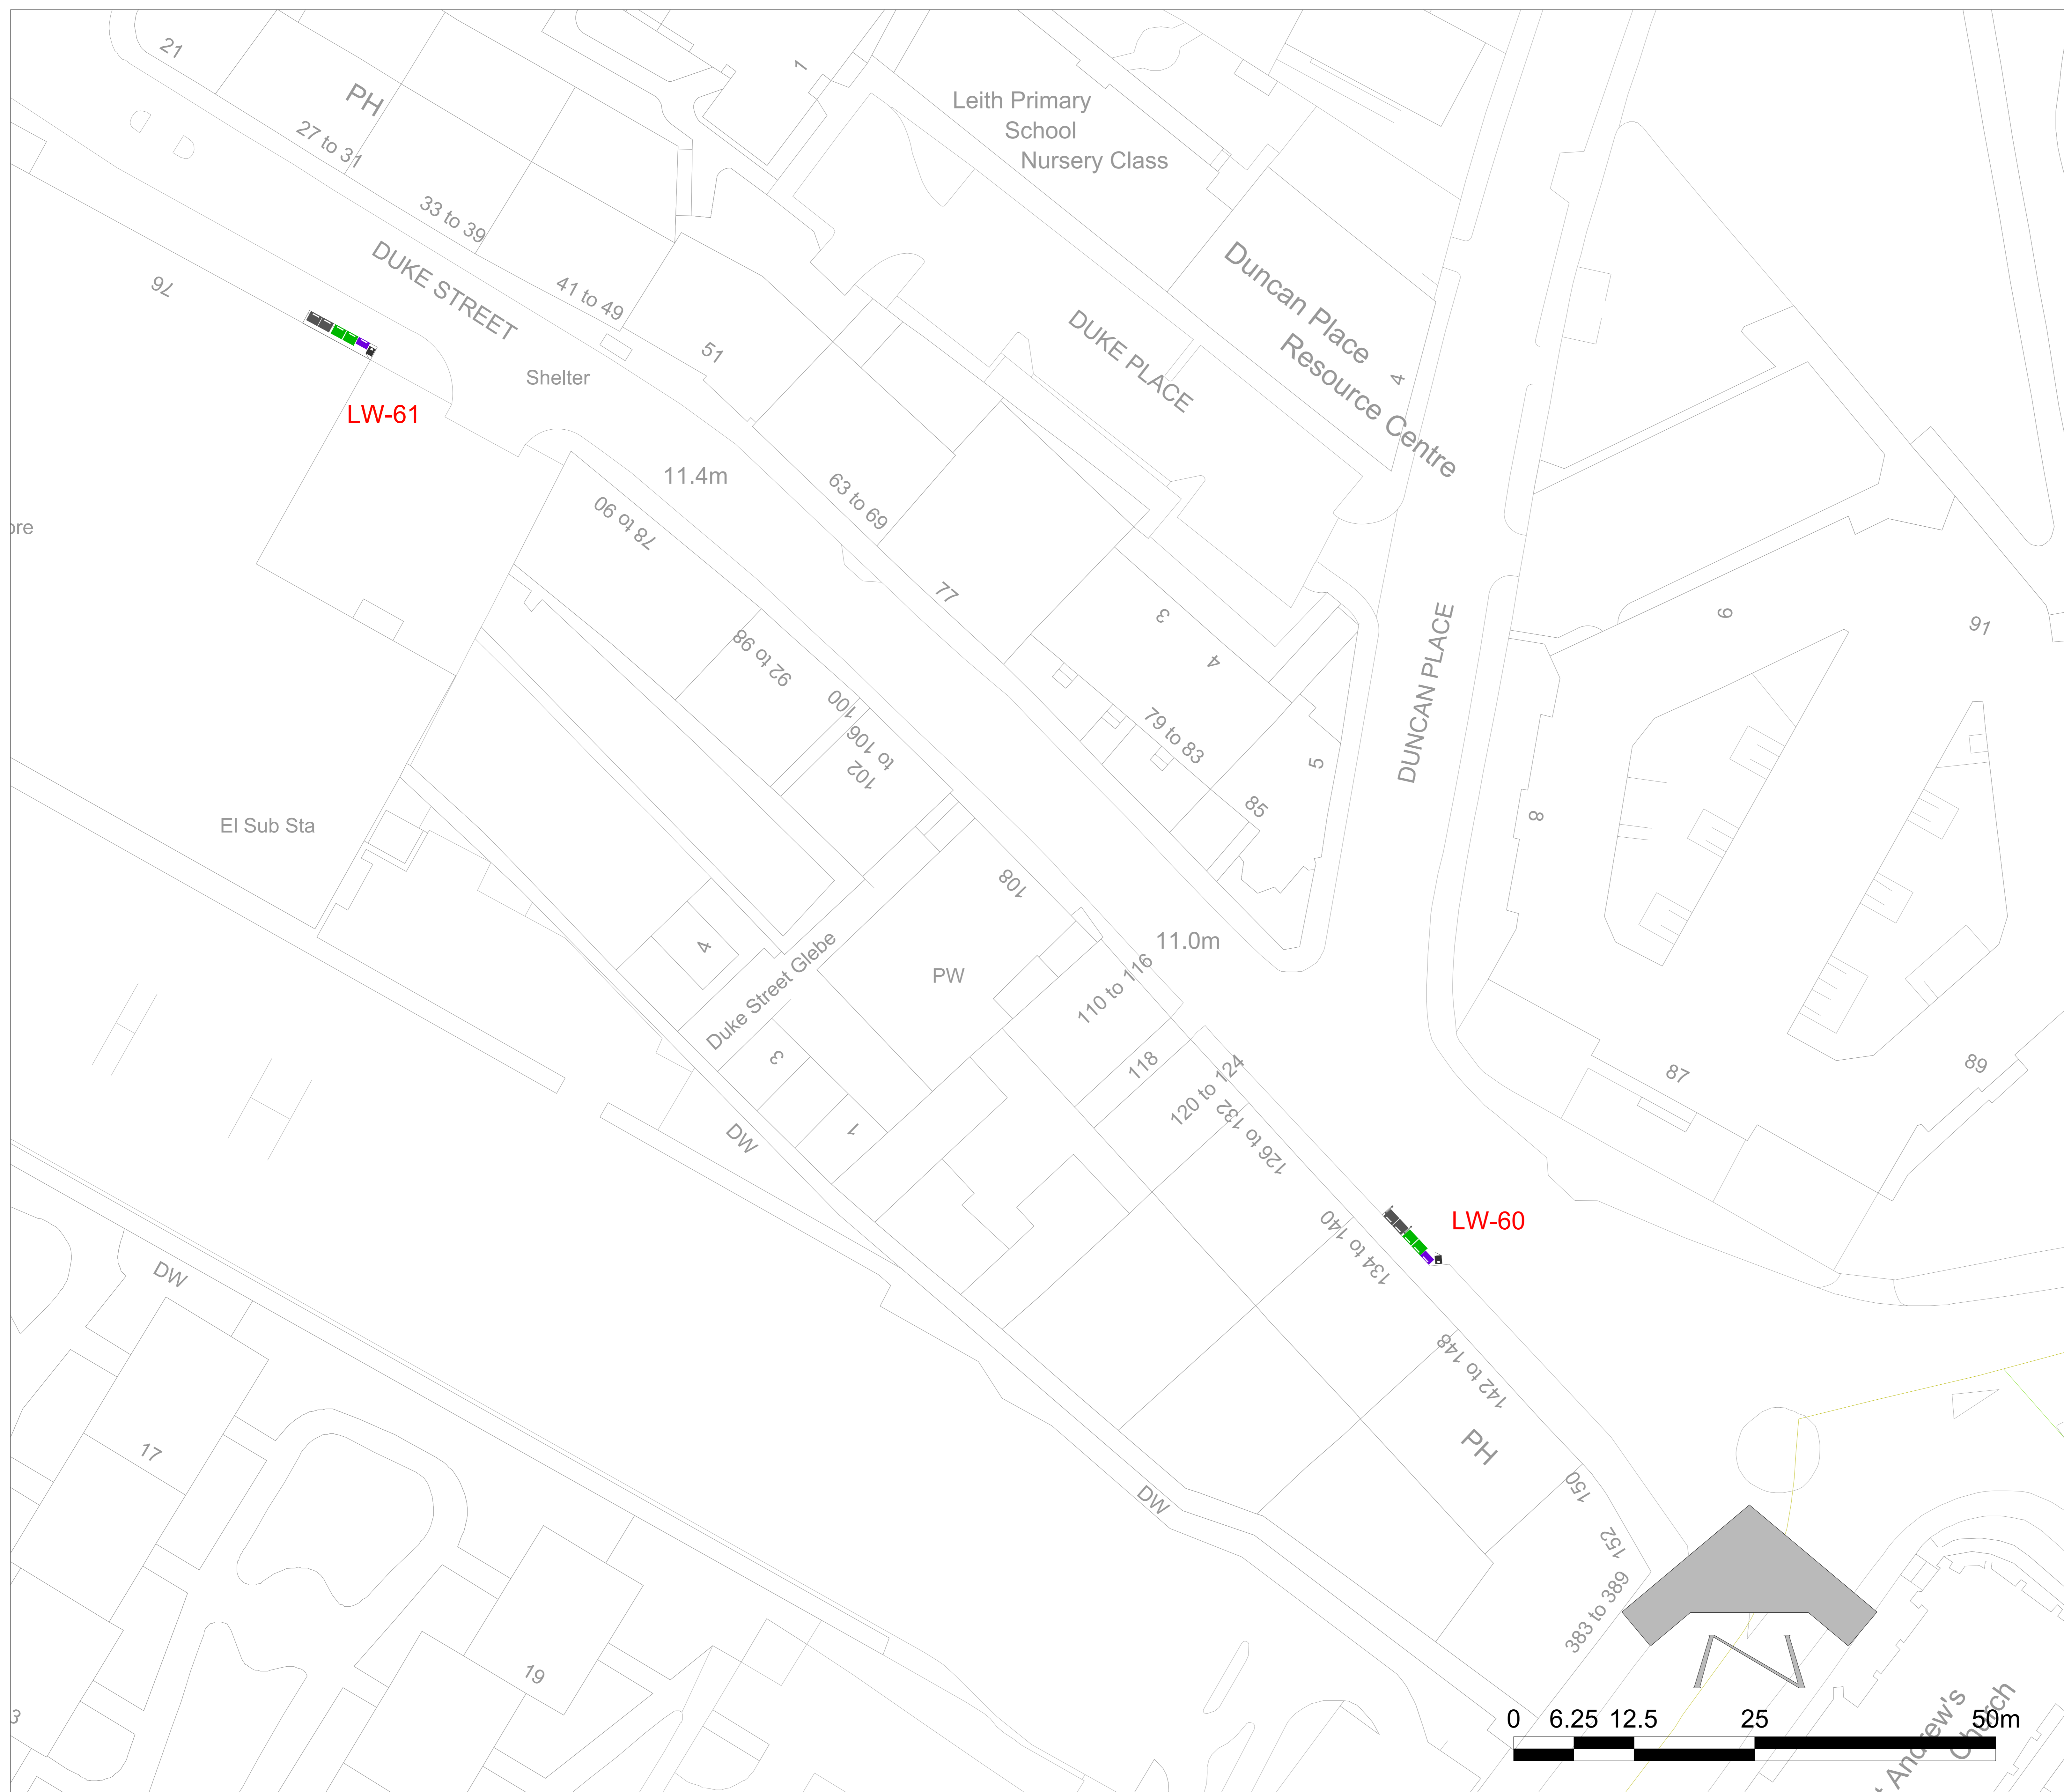 21
PH
27 to 31
33 to 39
41 to 49
DUKE STREET
51
Shelter
76
LW-61
1
Leith Primary
School
Nursery Class
Duncan Place
Resource Centre
4
DUKE PLACE
11.4m
63 to 69
77
78 to 90
92 to 98
100
102
to 106
3
4
79 to 83
5
85
DUNCAN PLACE
9
91
8
87
89
El Sub Sta
108
4
Duke Street Glebe
PW
11.0m
110 to 116
118
120 to 124
126 to 132
3
1
DW
LW-60
134 to 140
142 to 148
PH
150
152
383 to 389
DW
DW
17
19
3
N
0 6.25 12.5 25 50m
Andrew's
Church